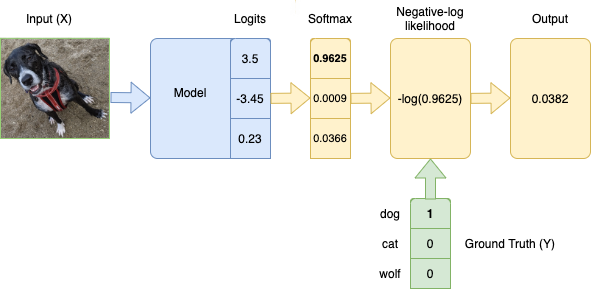 Input (X)
Logits
Softmax
Negative-log
likelihood
Output
Model
3.5
-3.45
0.23
0.9625
0.0009
0.0366
-log(0.9625)
0.0382
dog
1
cat
0
wolf
0
Ground Truth (Y)